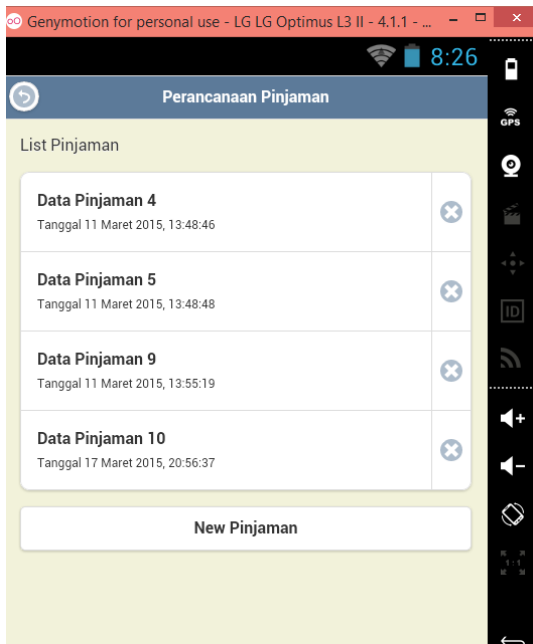 Genymotion for personal use - LG LG Optimus L3 II - 4.1.1 - ...
8:26
Perancanaan Pinjaman
List Pinjaman
Data Pinjaman 4
Tanggal 11 Maret 2015, 13:48:46
Data Pinjaman 5
Tanggal 11 Maret 2015, 13:48:48
Data Pinjaman 9
Tanggal 11 Maret 2015, 13:55:19
Data Pinjaman 10
Tanggal 17 Maret 2015, 20:56:37
New Pinjaman
GPS
ID
1:1